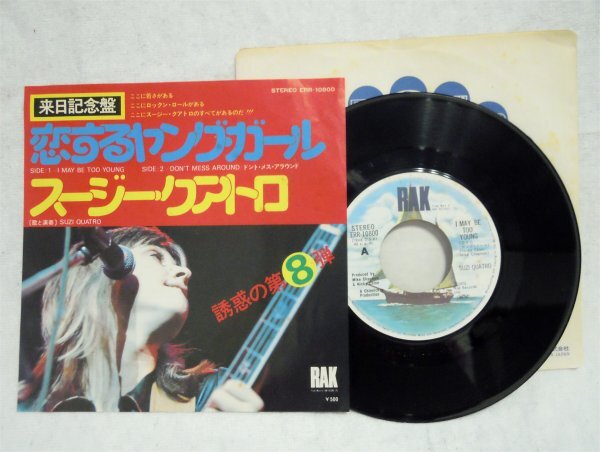 来日記念盤
ここに若さがある
ここにロックン・ロールがある
ここにスージー・クアトロのすべてがあるのだ!!!
STEREO ERR-10800
恋するヤング・ガール
SIDE:1・I MAY BE TOO YOUNG SIDE:2・DON'T MESS AROUND:ドント・メス・アラウンド
スージー・クアトロ
(歌と演奏) SUZI QUATRO
誘惑の第8弾
RAK
¥500
RAK
STEREO
ERR-10800
A
I MAY BE
TOO
YOUNG
SUZI QUATRO
Produced by